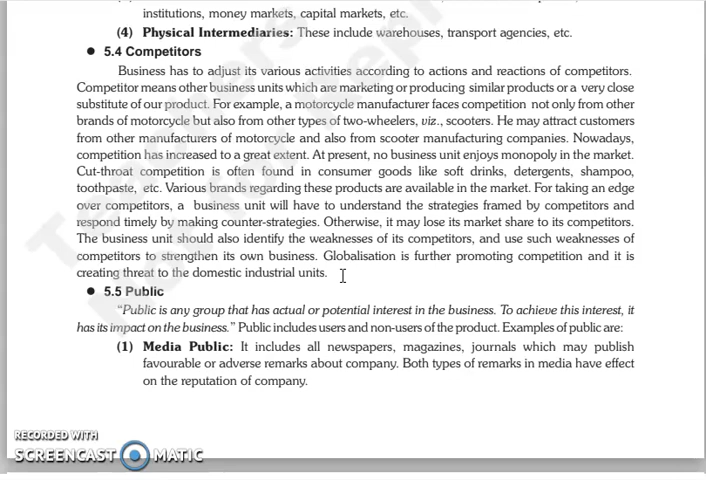 institutions, money markets, capital markets, etc.
(4) Physical Intermediaries: These include warehouses, transport agencies, etc.
● 5.4 Competitors
Business has to adjust its various activities according to actions and reactions of competitors.
Competitor means other business units which are marketing or producing similar products or a very close
substitute of our product. For example, a motorcycle manufacturer faces competition not only from other
brands of motorcycle but also from other types of two-wheelers, viz., scooters. He may attract customers
from other manufacturers of motorcycle and also from scooter manufacturing companies. Nowadays,
competition has increased to a great extent. At present, no business unit enjoys monopoly in the market.
Cut-throat competition is often found in consumer goods like soft drinks, detergents, shampoo,
toothpaste, etc. Various brands regarding these products are available in the market. For taking an edge
over competitors, a business unit will have to understand the strategies framed by competitors and
respond timely by making counter-strategies. Otherwise, it may lose its market share to its competitors.
The business unit should also identify the weaknesses of its competitors, and use such weaknesses of
competitors to strengthen its own business. Globalisation is further promoting competition and it is
creating threat to the domestic industrial units.
● 5.5 Public
“Public is any group that has actual or potential interest in the business. To achieve this interest, it
has its impact on the business.” Public includes users and non-users of the product. Examples of public are:
(1) Media Public: It includes all newspapers, magazines, journals which may publish
favourable or adverse remarks about company. Both types of remarks in media have effect
on the reputation of company.
RECORDED WITH
SCREENCAST MATIC